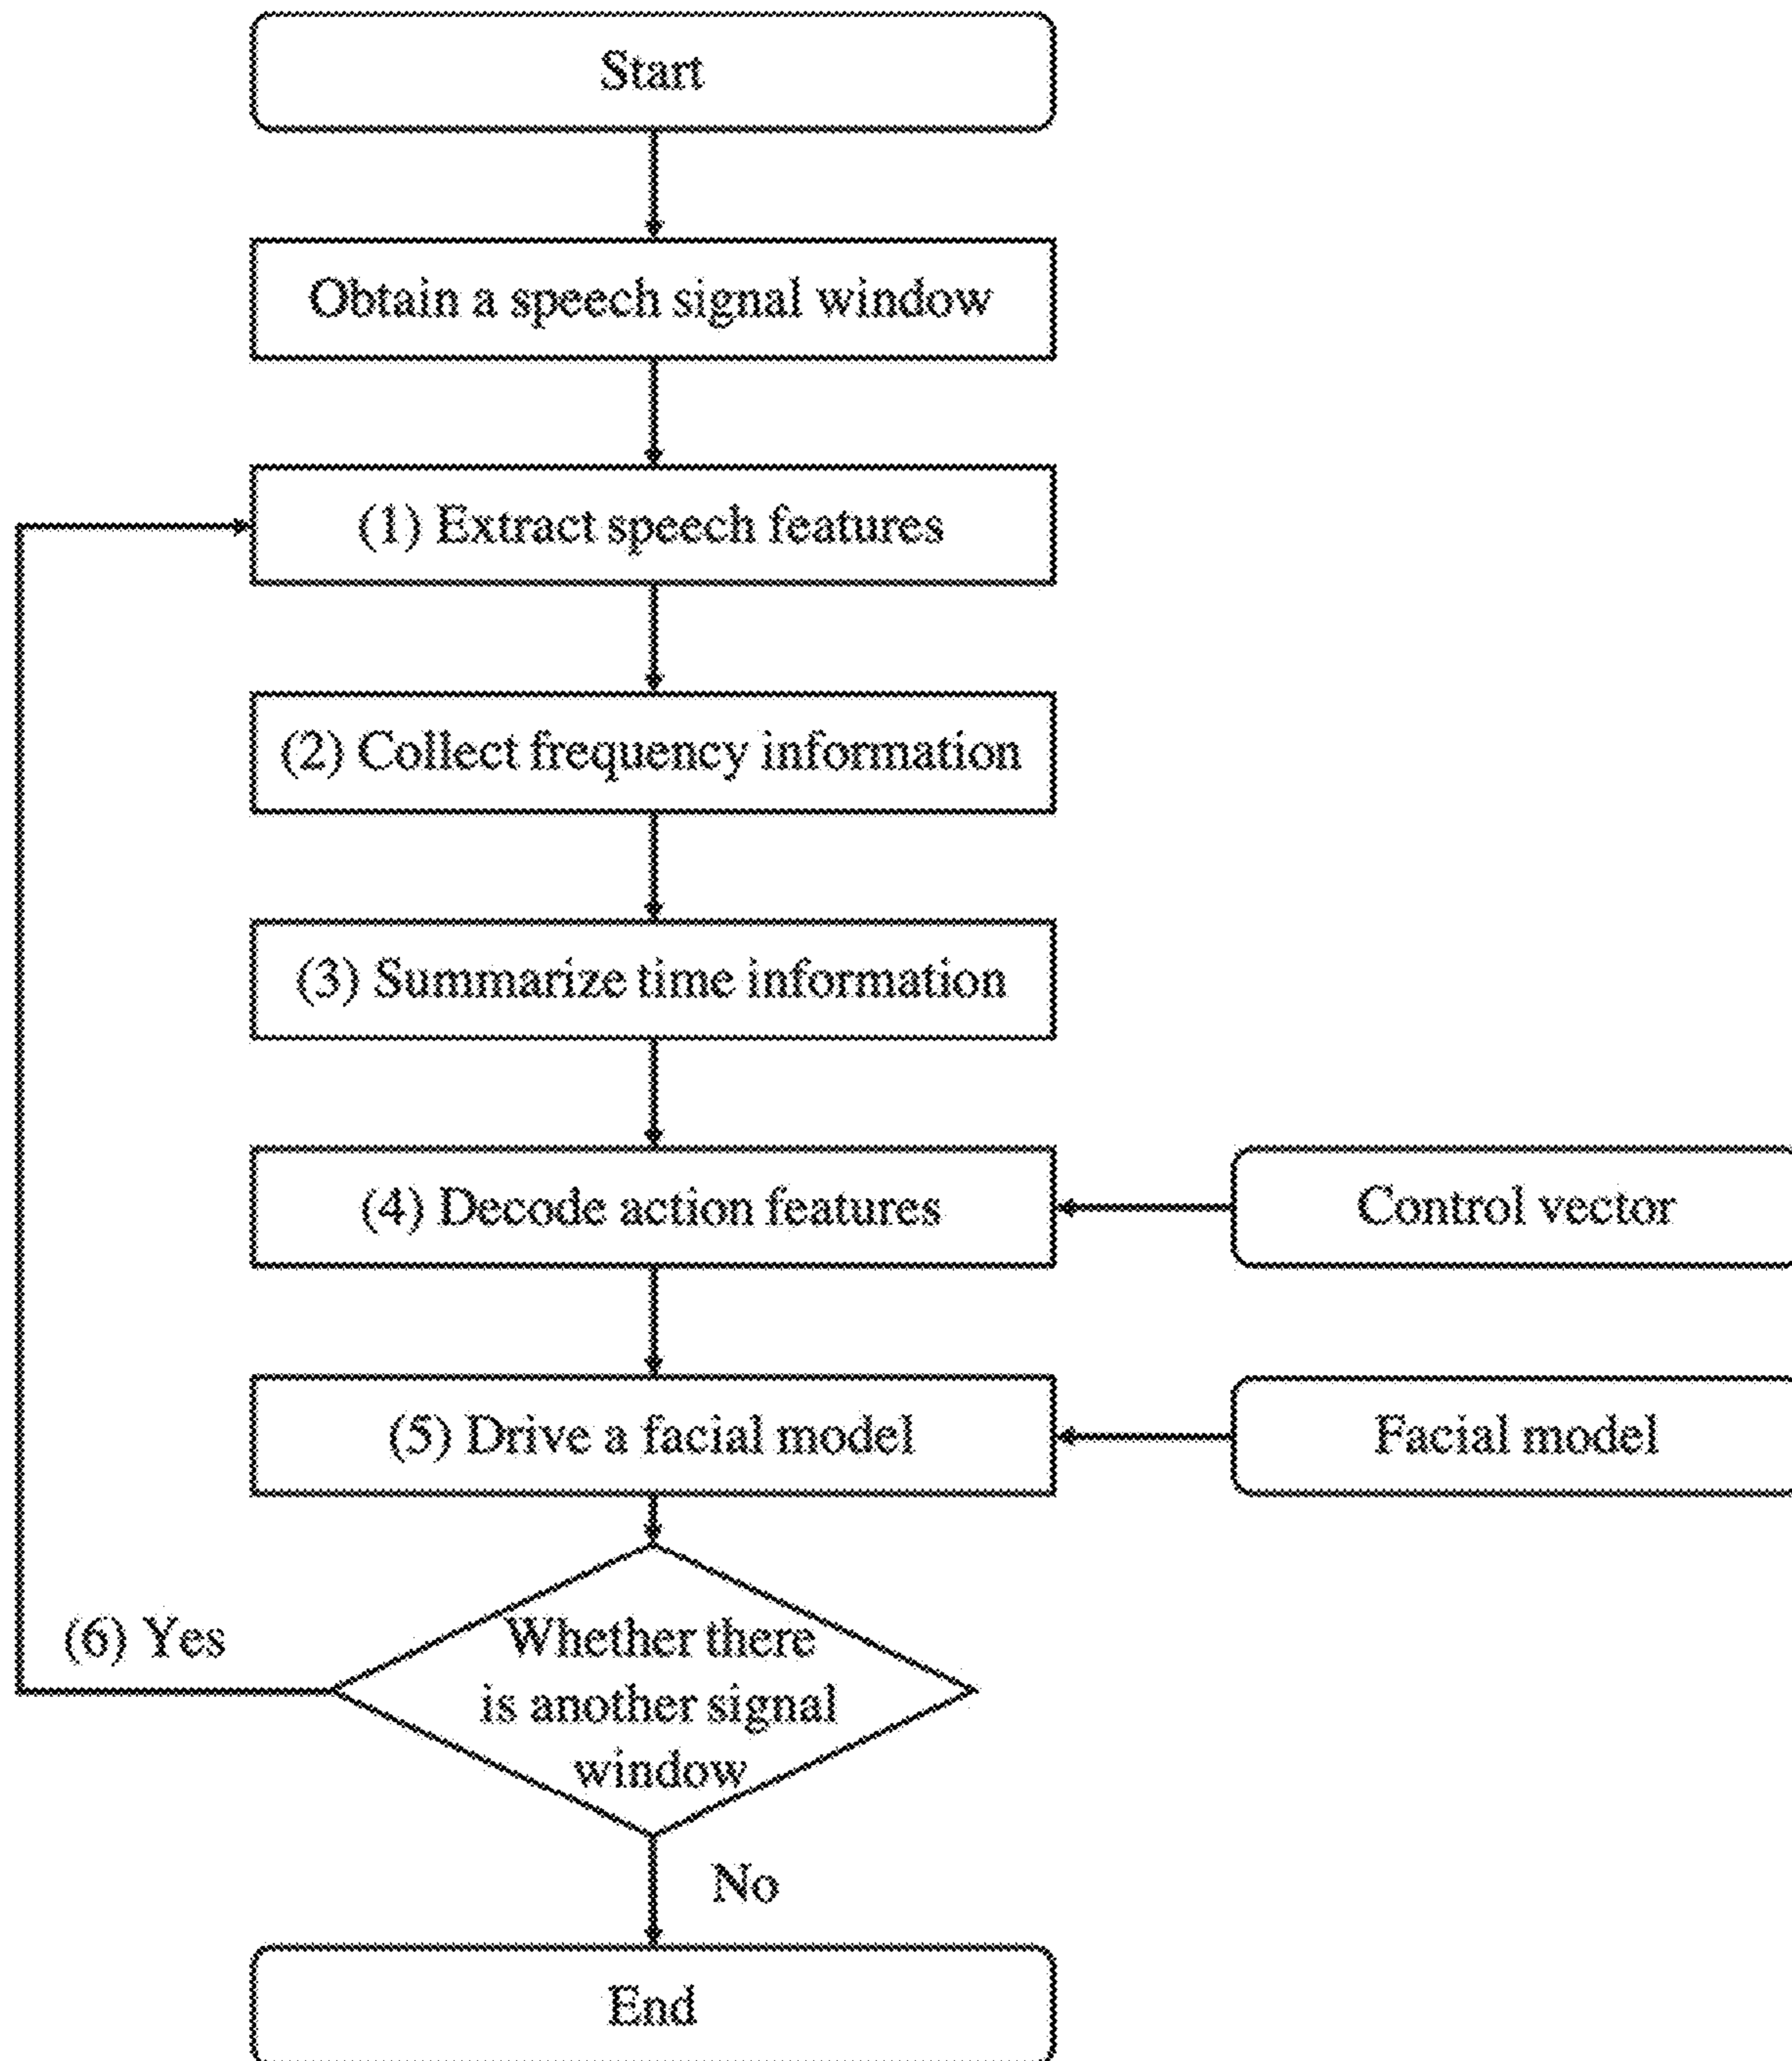 Start
Obtain a speech signal window
(1) Extract speech features
(2) Collect frequency information
(3) Summarize time information
(4) Decode action features
Control vector
(5) Drive a facial model
Facial model
(6) Yes
Whether there
is another signal
window
No
End